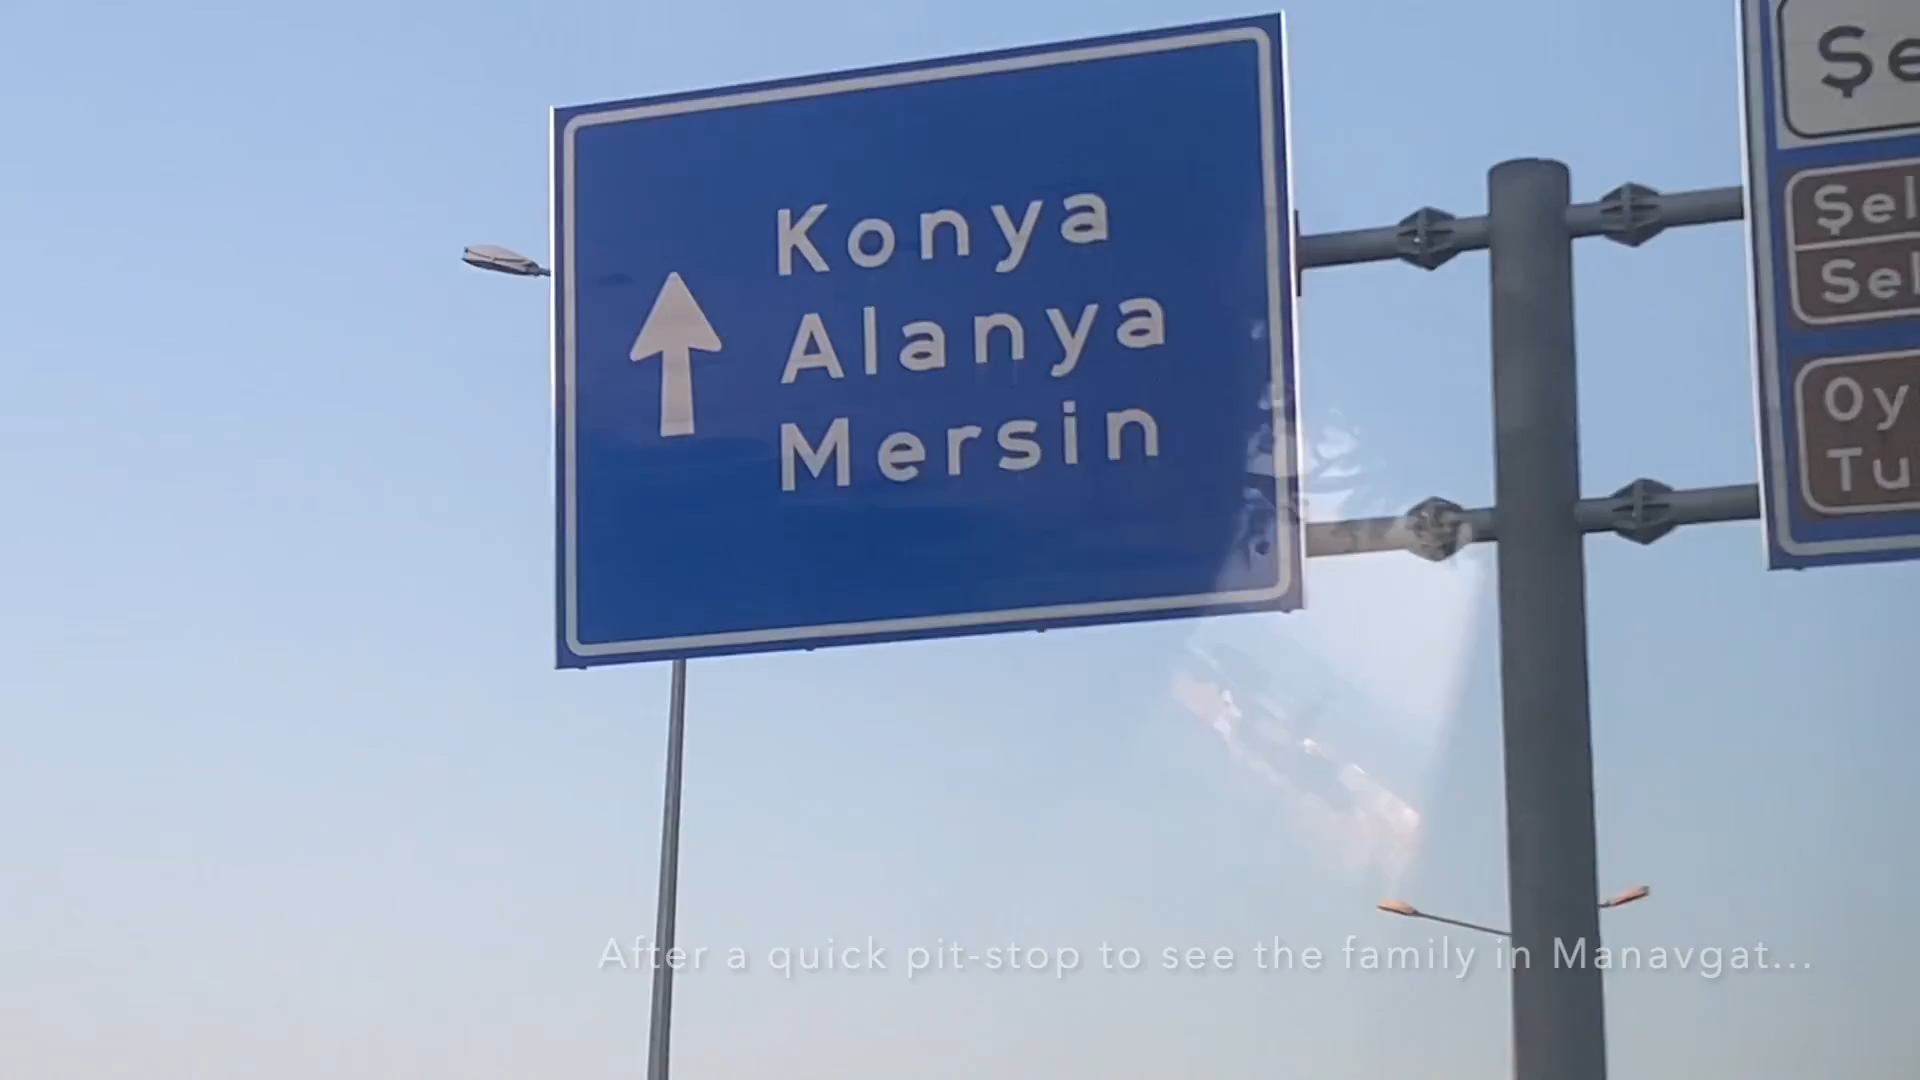 Konya
Alanya
Mersin
After a quick pit-stop to see the family in Manavgat...